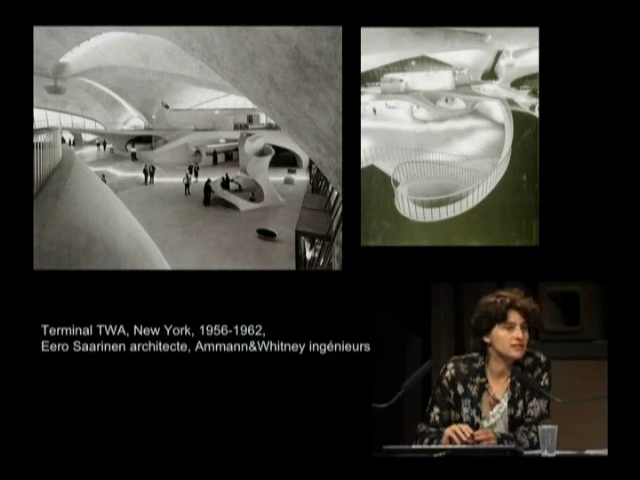 Terminal TWA, New York, 1956-1962,
Eero Saarinen architecte, Ammann&Whitney ingénieurs